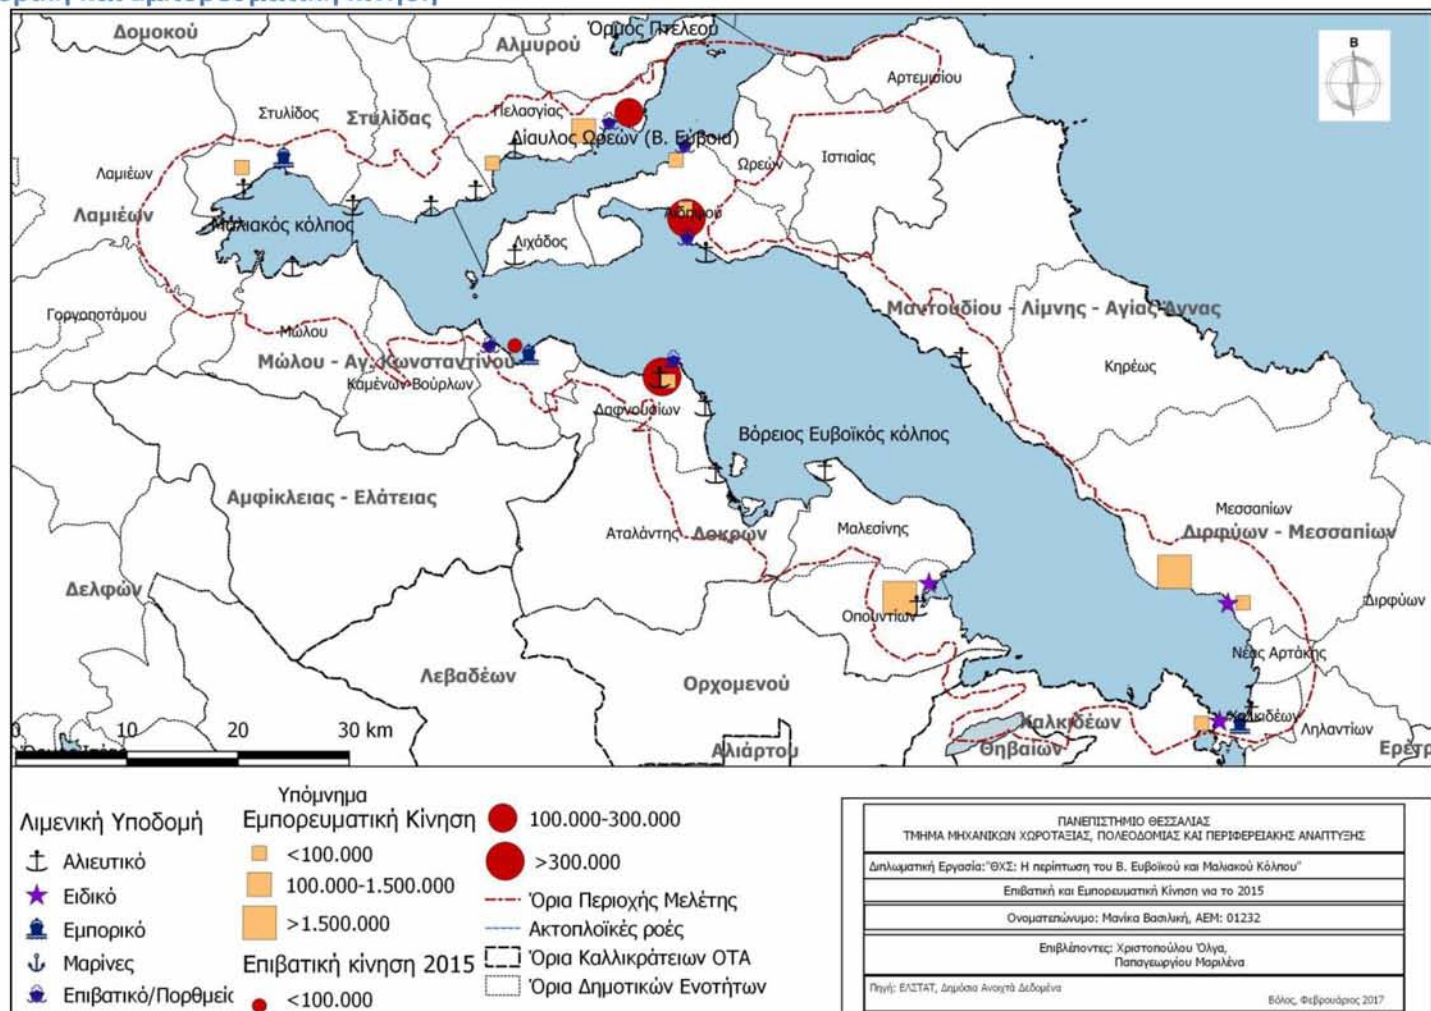 Δομοκού
Αλμυρού
Όρμος Πτελεού
Β
Αρτεμισίου
Στυλίδος
Στυλίδας
Πελασγίας
Δίαυλος Ωρεών (Β. Εύβοια)
Ωρεών
Ιστιαίας
Λαμιέων
Λαμιέων
Αιδηψού
Μαλιακός κόλπος
Λιχάδος
Γοργοποτάμου
Μώλου
Μαντουδίου - Λίμνης - Αγίας Άννας
Μώλου - Αγ. Κωνσταντίνου
Κηρέως
Καμένων Βούρλων
Δαφνουσίων
Βόρειος Ευβοϊκός κόλπος
Αμφίκλειας - Ελάτειας
Μεσσαπίων
Αταλάντης
Λοκρών
Μαλεσίνης
Διρφύων - Μεσσαπίων
Δελφών
Διρφύων
Οπουντίων
Νέας Αρτάκης
Λεβαδέων
Ορχομενού
Χαλκιδέων
Χαλκιδέων
Ληλαντίων
0 10 20 30 km
Αλιάρτου
Θηβαίων
Ερέτρ
Λιμενική Υποδομή
Αλιευτικό
Ειδικό
Εμπορικό
Μαρίνες
Επιβατικό/Πορθμείο
Υπόμνημα
Εμπορευματική Κίνηση
<100.000
100.000-1.500.000
>1.500.000
Επιβατική κίνηση 2015
<100.000
100.000-300.000
>300.000
Όρια Περιοχής Μελέτης
Ακτοπλοϊκές ροές
Όρια Καλλικράτειων ΟΤΑ
Όρια Δημοτικών Ενοτήτων
ΠΑΝΕΠΙΣΤΗΜΙΟ ΘΕΣΣΑΛΙΑΣ
ΤΜΗΜΑ ΜΗΧΑΝΙΚΩΝ ΧΩΡΟΤΑΞΙΑΣ, ΠΟΛΕΟΔΟΜΙΑΣ ΚΑΙ ΠΕΡΙΦΕΡΕΙΑΚΗΣ ΑΝΑΠΤΥΞΗΣ
Διπλωματική Εργασία:"ΘΧΣ: Η περίπτωση του Β. Ευβοϊκού και Μαλιακού Κόλπου"
Επιβατική και Εμπορευματική Κίνηση για το 2015
Ονοματεπώνυμο: Μανίκα Βασιλική, ΑΕΜ: 01232
Επιβλέποντες: Χριστοπούλου Όλγα,
Παπαγεωργίου Μαριλένα
Πηγή: ΕΛΣΤΑΤ, Δημόσια Ανοιχτά Δεδομένα
Βόλος, Φεβρουάριος 2017